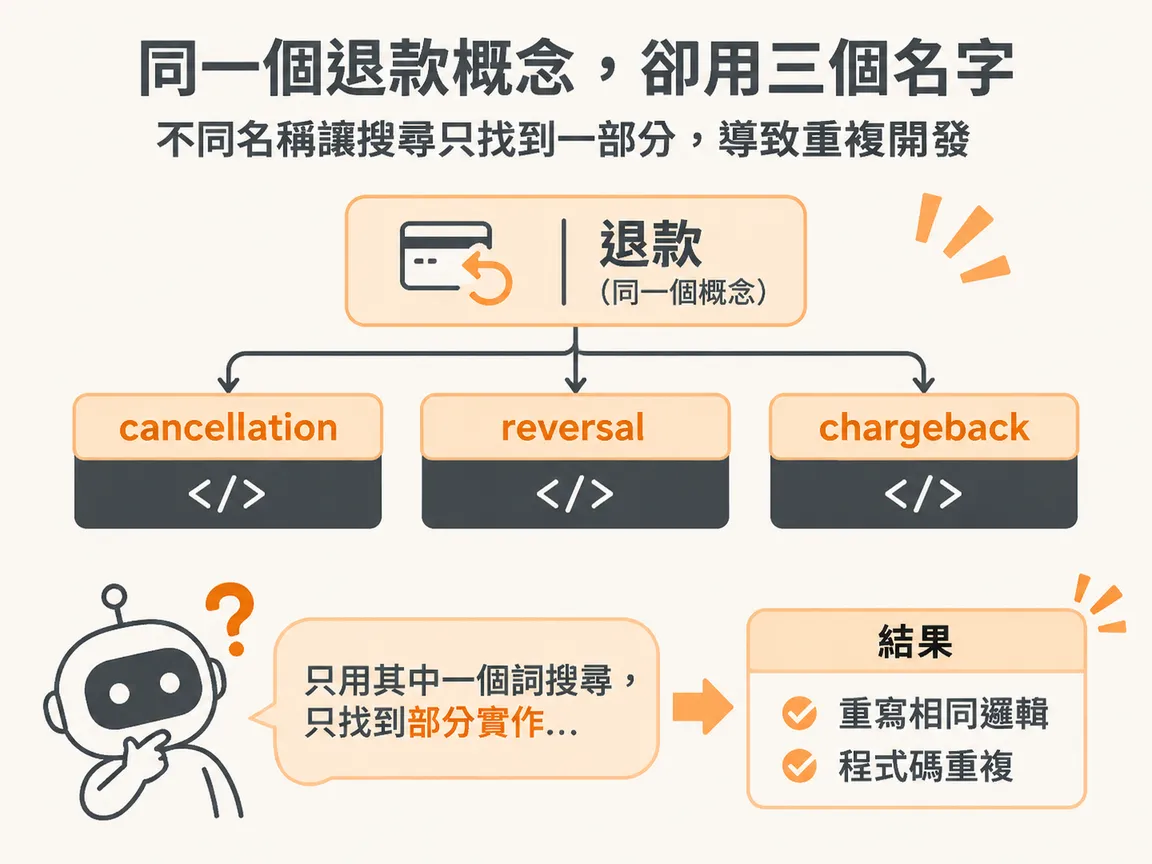 同一個退款概念，卻用三個名字
不同名稱讓搜尋只找到一部分，導致重複開發
退款
（同一個概念）
cancellation
reversal
chargeback
</>
</>
</>
?
只用其中一個詞搜尋，
只找到部分實作...
結果
重寫相同邏輯
程式碼重複